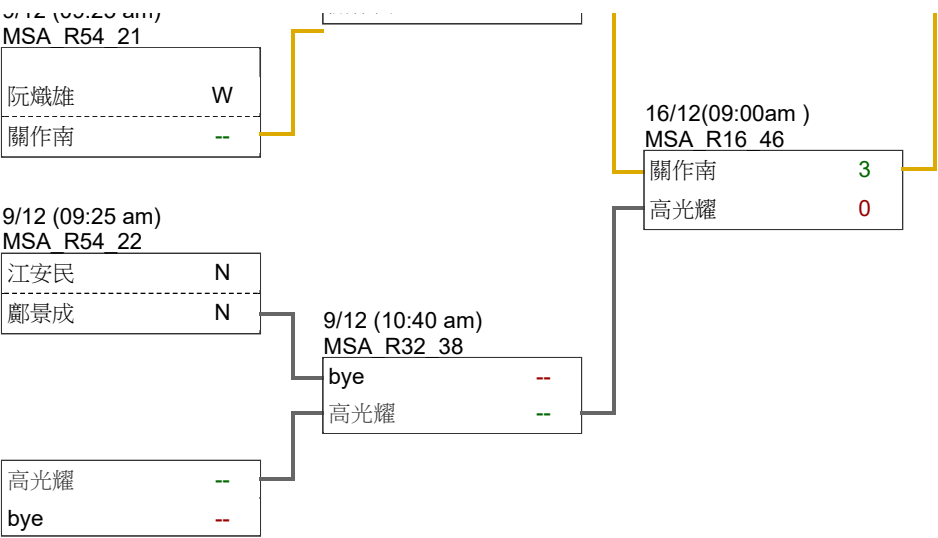 MSA_R54_21
阮熾雄 W
關作南 --
16/12(09:00am )
MSA_R16_46
關作南 3
高光耀 0
9/12 (09:25 am)
MSA_R54_22
江安民 N
鄺景成 N
9/12 (10:40 am)
MSA_R32_38
bye --
高光耀 --
高光耀 --
bye --